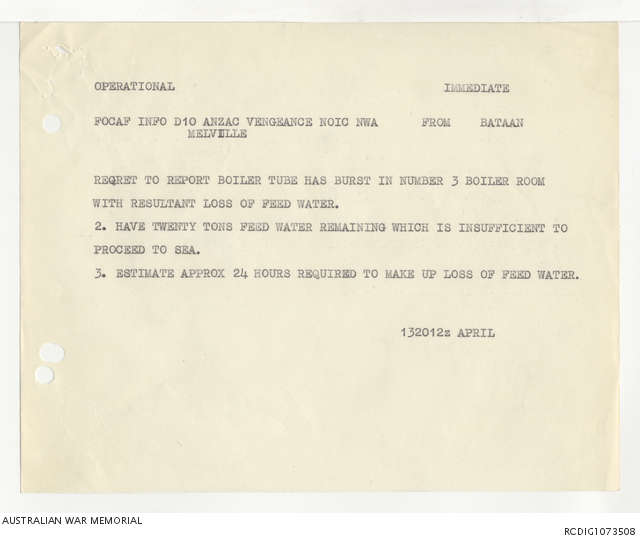 OPERATIONAL IMMEDIATE
FOCAF INFO D10 ANZAC VENGEANCE NOIC NWA FROM BATAAN
MELVILLE
REQRET TO REPORT BOILER TUBE HAS BURST IN NUMBER 3 BOILER ROOM
WITH RESULTANT LOSS OF FEED WATER.
2. HAVE TWENTY TONS FEED WATER REMAINING WHICH IS INSUFFICIENT TO
PROCEED TO SEA.
3. ESTIMATE APPROX 24 HOURS REQUIRED TO MAKE UP LOSS OF FEED WATER.
132012z APRIL
AUSTRALIAN WAR MEMORIAL RCDIG1073508